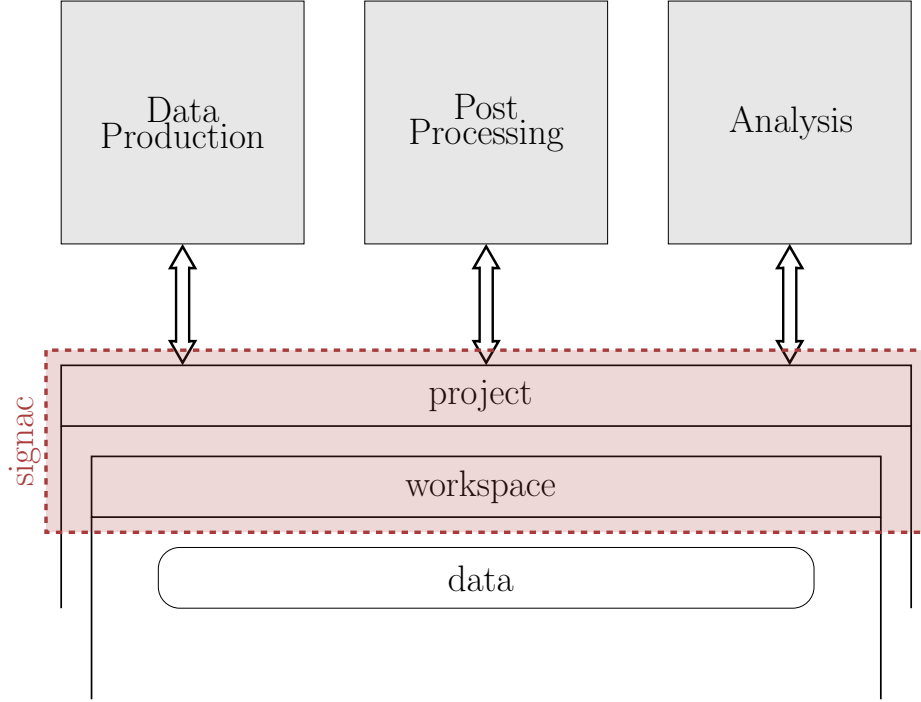 Data
Production
Post
Processing
Analysis
signac
project
workspace
data